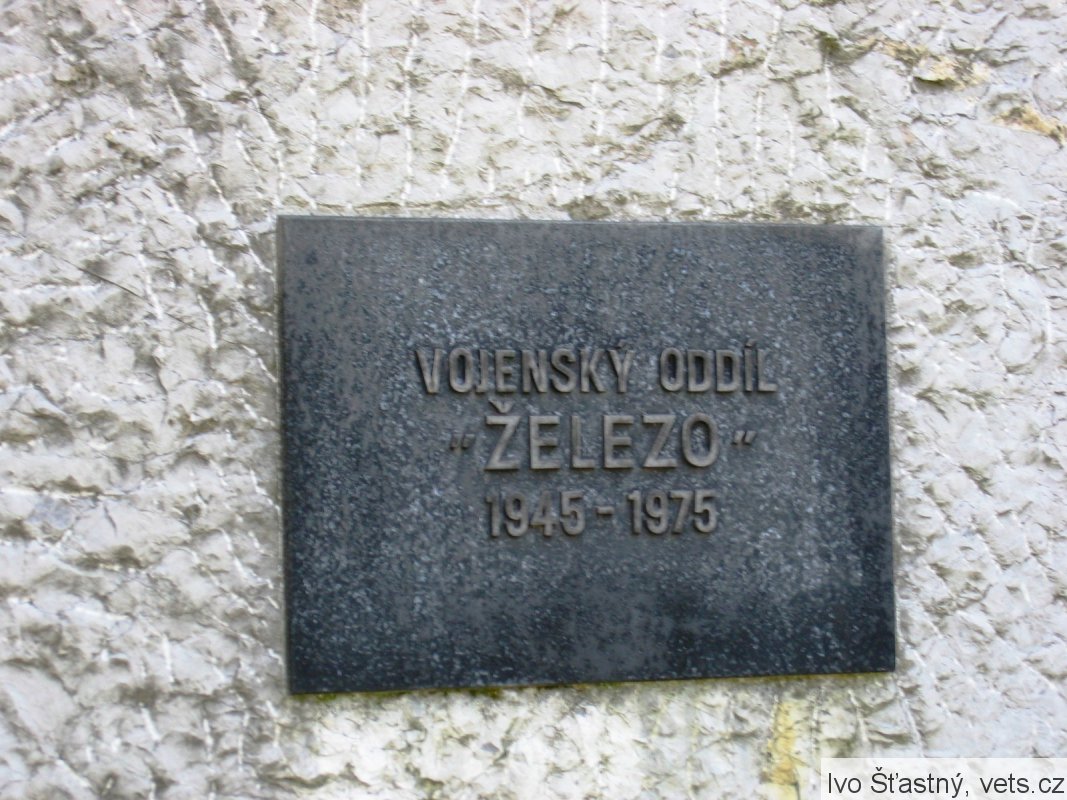 VOJENSKÝ ODDÍL
„ŽELEZO"
1945 - 1975
Ivo Šťastný, vets.cz